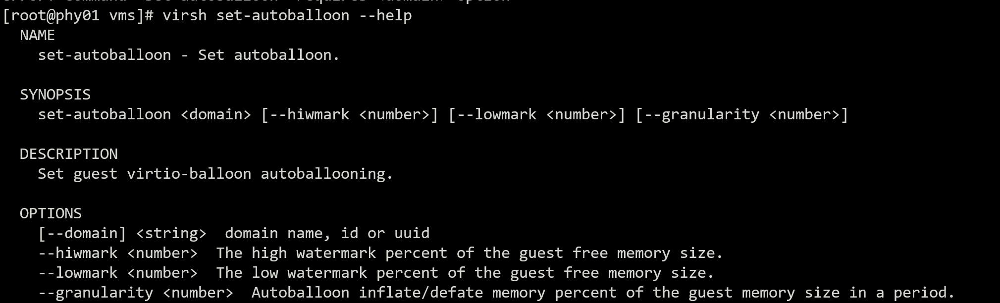 [root@phy01 vms]# virsh set-autoballoon --help
NAME
set-autoballoon - Set autoballoon.
SYNOPSIS
set-autoballoon <domain> [--hiwmark <number>] [--lowmark <number>] [--granularity <number>]
DESCRIPTION
Set guest virtio-balloon autoballooning.
OPTIONS
[--domain] <string>  domain name, id or uuid
--hiwmark <number>  The high watermark percent of the guest free memory size.
--lowmark <number>  The low watermark percent of the guest free memory size.
--granularity <number>  Autoballoon inflate/defate memory percent of the guest memory size in a period.